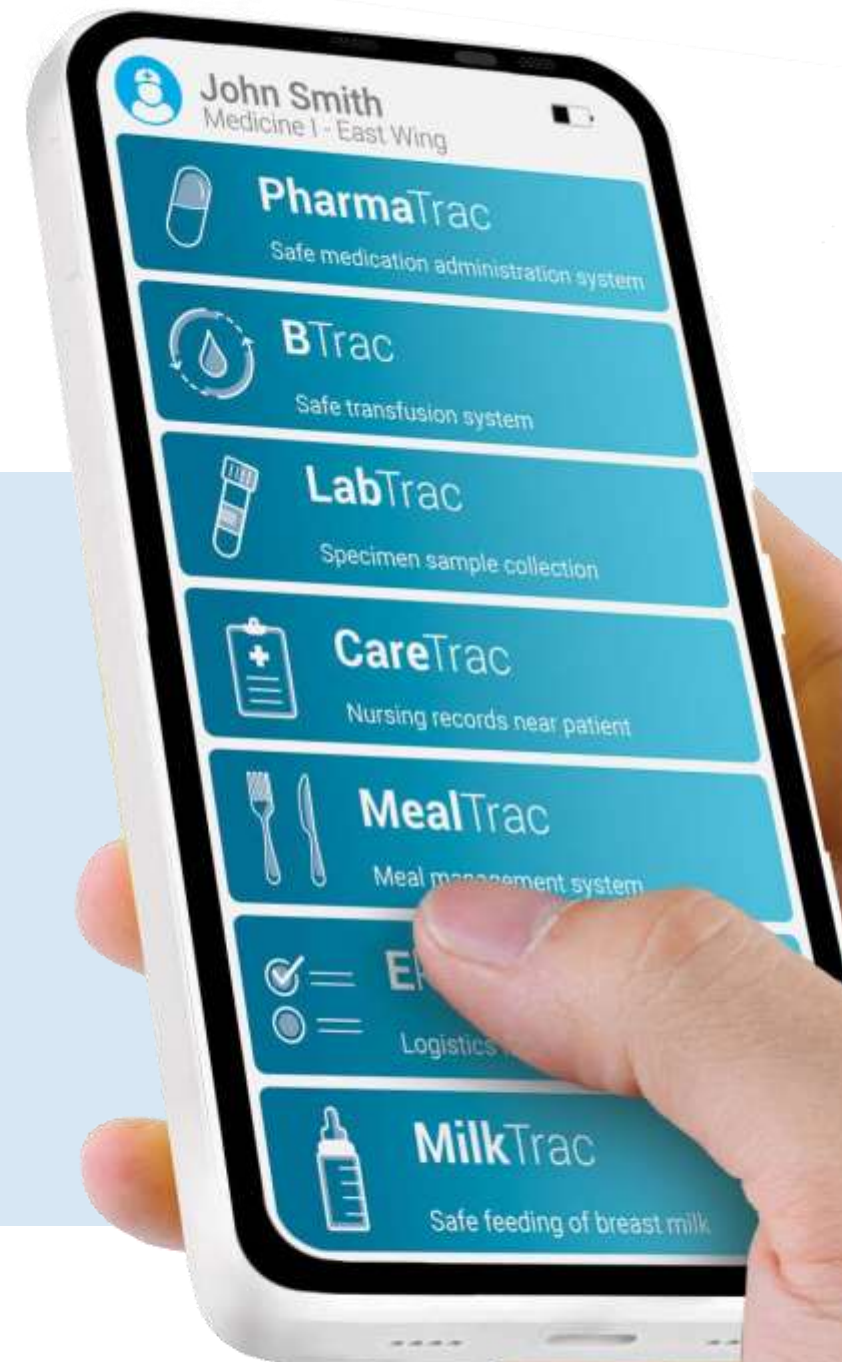 John Smith
Medicine I - East Wing
PharmaTrac
Safe medication administration system
BTrac
Safe transfusion system
LabTrac
Specimen sample collection
CareTrac
Nursing records near patient
MealTrac
Meal management system
Logistics
MilkTrac
Safe feeding of breast milk